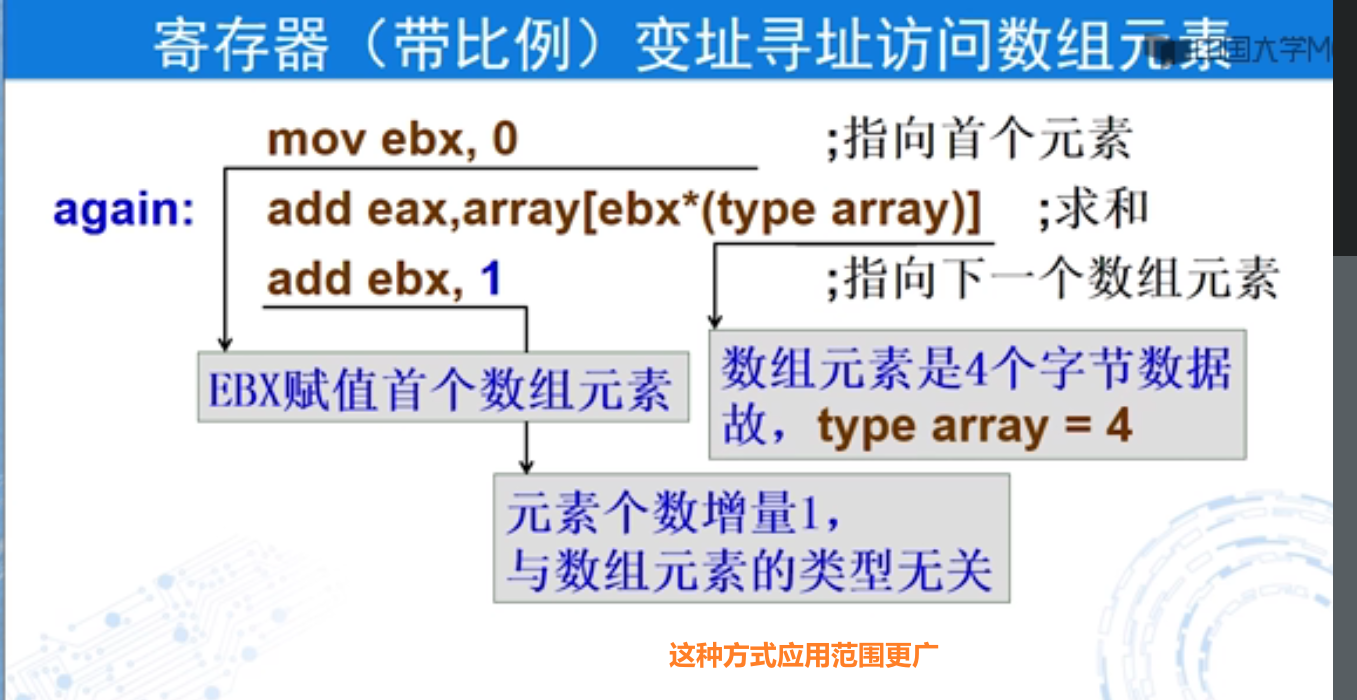 寄存器（带比例）变址寻址访问数组元素
国大学M
mov ebx, 0 ;指向首个元素
again: add eax,array[ebx*(type array)] ;求和
add ebx, 1 ;指向下一个数组元素
EBX赋值首个数组元素
数组元素是4个字节数据
故，type array = 4
元素个数增量1，
与数组元素的类型无关
这种方式应用范围更广